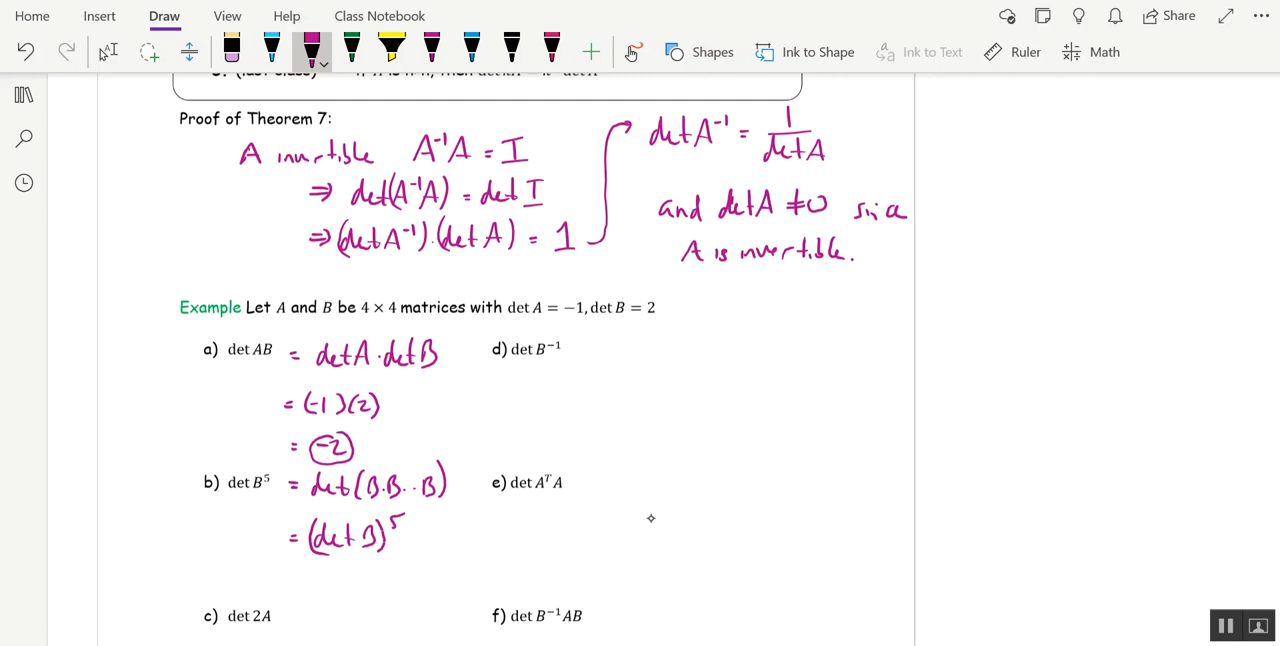 Home Insert Draw View Help Class Notebook Share
Shapes Ink to Shape Ink to Text Ruler Math
Proof of Theorem 7:
A invertible A⁻¹A = I
⇒ det(A⁻¹A) = det I
⇒ (det A⁻¹)·(det A) = 1
det A⁻¹ = 1/det A
and det A ≠ 0 since
A is invertible.
Example Let A and B be 4 × 4 matrices with det A = −1, det B = 2
a) det AB = det A · det B
= (-1)(2)
= -2
b) det B⁵ = det(B.B...B)
= (det B)⁵
c) det 2A
d) det B⁻¹
e) det AᵀA
f) det B⁻¹AB